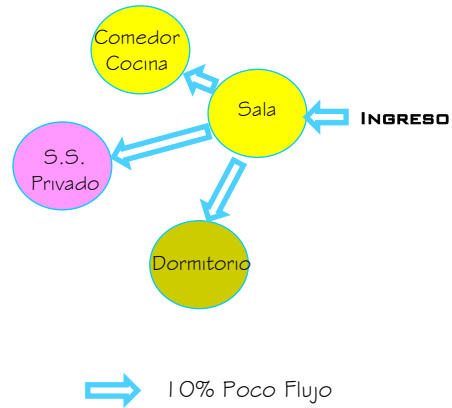 Comedor
Cocina
Sala
INGRESO
S.S.
Privado
Dormitorio
10% Poco Flujo